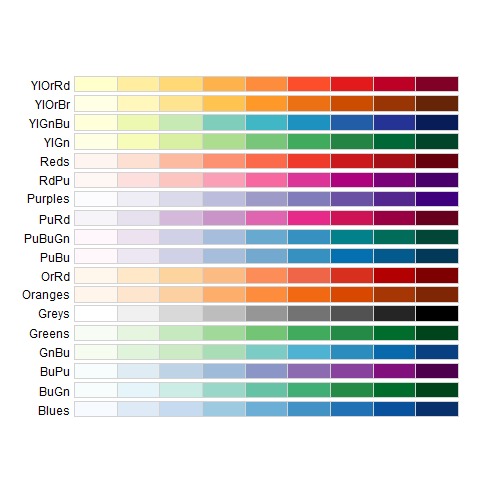 YlOrRd
YlOrBr
YlGnBu
YlGn
Reds
RdPu
Purples
PuRd
PuBuGn
PuBu
OrRd
Oranges
Greys
Greens
GnBu
BuPu
BuGn
Blues